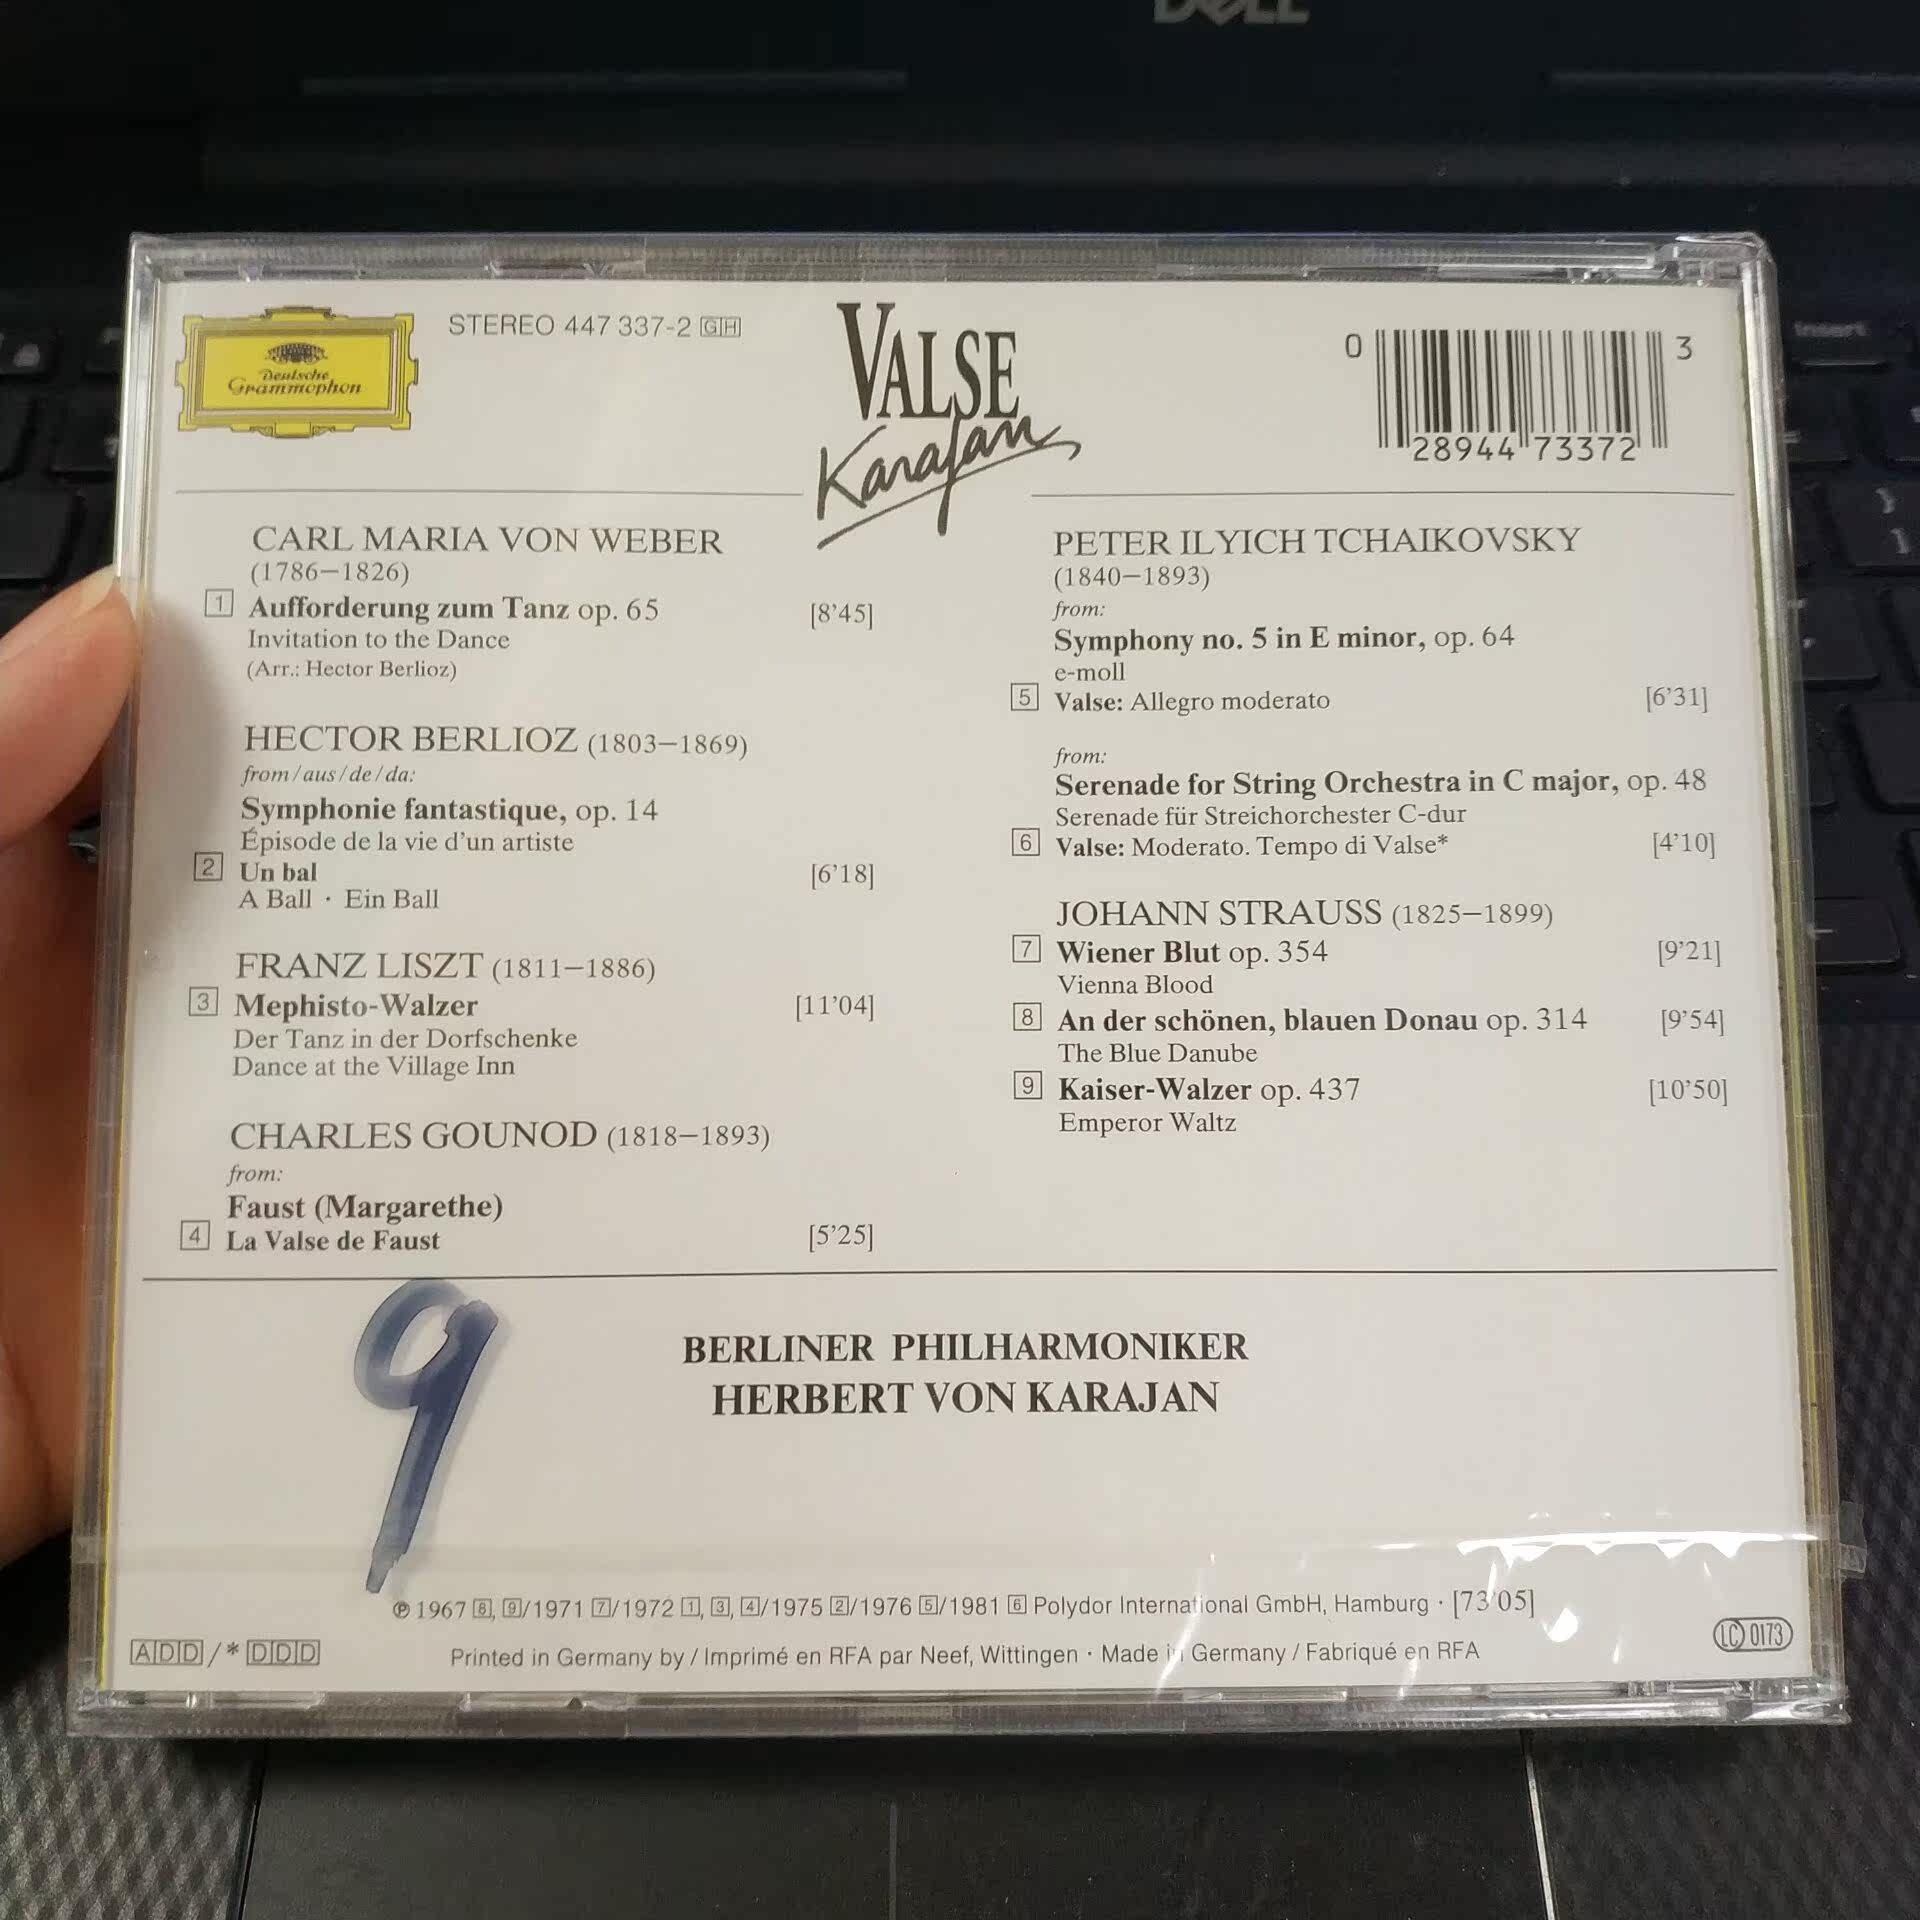 DELL
Insert
Deutsche
Grammophon
STEREO 447 337-2 GH
VALSE
Karajan
0 28944 73372 3
CARL MARIA VON WEBER
(1786–1826)
1 Aufforderung zum Tanz op. 65 [8'45]
Invitation to the Dance
(Arr.: Hector Berlioz)
HECTOR BERLIOZ (1803–1869)
from/aus/de/da:
Symphonie fantastique, op. 14
Épisode de la vie d'un artiste
2 Un bal [6'18]
A Ball · Ein Ball
FRANZ LISZT (1811–1886)
3 Mephisto-Walzer [11'04]
Der Tanz in der Dorfschenke
Dance at the Village Inn
CHARLES GOUNOD (1818–1893)
from:
Faust (Margarethe)
4 La Valse de Faust [5'25]
PETER ILYICH TCHAIKOVSKY
(1840–1893)
from:
Symphony no. 5 in E minor, op. 64
e-moll
5 Valse: Allegro moderato [6'31]
from:
Serenade for String Orchestra in C major, op. 48
Serenade für Streichorchester C-dur
6 Valse: Moderato. Tempo di Valse* [4'10]
JOHANN STRAUSS (1825–1899)
7 Wiener Blut op. 354 [9'21]
Vienna Blood
8 An der schönen, blauen Donau op. 314 [9'54]
The Blue Danube
9 Kaiser-Walzer op. 437 [10'50]
Emperor Waltz
9
BERLINER PHILHARMONIKER
HERBERT VON KARAJAN
℗ 1967 8, 9/1971 7/1972 1, 3, 4/1975 2/1976 5/1981 6 Polydor International GmbH, Hamburg · [73'05]
ADD/*DDD
Printed in Germany by / Imprimé en RFA par Neef, Wittingen · Made in Germany / Fabriqué en RFA
LC 0173